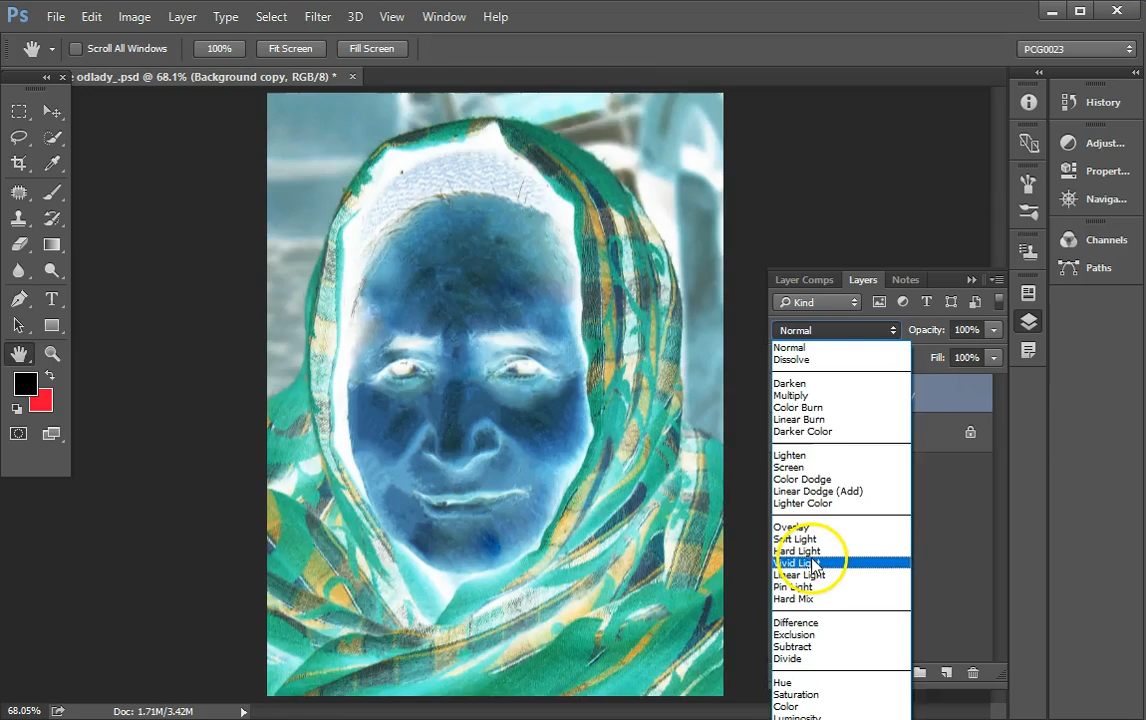 Ps File Edit Image Layer Type Select Filter 3D View Window Help
Scroll All Windows 100% Fit Screen Fill Screen PCG0023
odlady_.psd @ 68.1% (Background copy, RGB/8) *
History
Adjust...
Propert...
Naviga...
Channels
Paths
Layer Comps Layers Notes
Kind
Normal Opacity: 100%
Fill: 100%
Normal
Dissolve
Darken
Multiply
Color Burn
Linear Burn
Darker Color
Lighten
Screen
Color Dodge
Linear Dodge (Add)
Lighter Color
Overlay
Soft Light
Hard Light
Vivid Light
Linear Light
Pin Light
Hard Mix
Difference
Exclusion
Subtract
Divide
Hue
Saturation
Color
Luminosity
68.05% Doc: 1.71M/3.42M